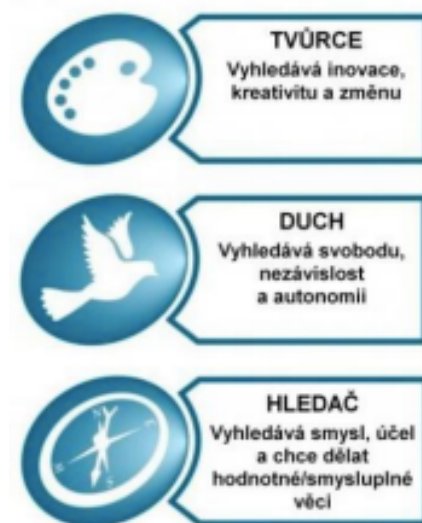 TVŮRCE
Vyhledává inovace,
kreativitu a změnu
DUCH
Vyhledává svobodu,
nezávislost
a autonomii
HLEDAČ
Vyhledává smysl, účel
a chce dělat
hodnotné/smysluplné
věci
N
S